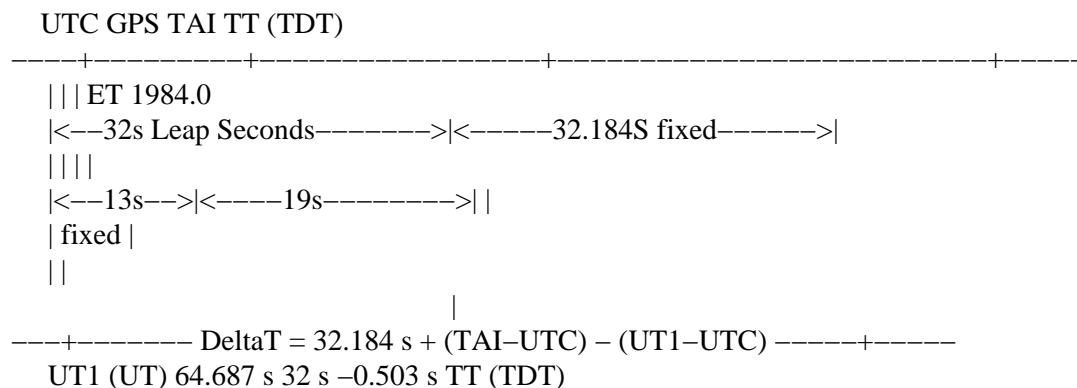 UTC GPS TAI TT (TDT)
−−−−+−−−−−−−−−+−−−−−−−−−−−−−−−−−+−−−−−−−−−−−−−−−−−−−−−−−−−−+−−−−−
| | | ET 1984.0
|<−−32s Leap Seconds−−−−−−−>|<−−−−−32.184S fixed−−−−−−>|
| | | |
|<−−13s−−>|<−−−−19s−−−−−−−−>| |
| fixed |
| |
|
−−−+−−−−−−− DeltaT = 32.184 s + (TAI−UTC) − (UT1−UTC) −−−−−+−−−−−
UT1 (UT) 64.687 s 32 s −0.503 s TT (TDT)